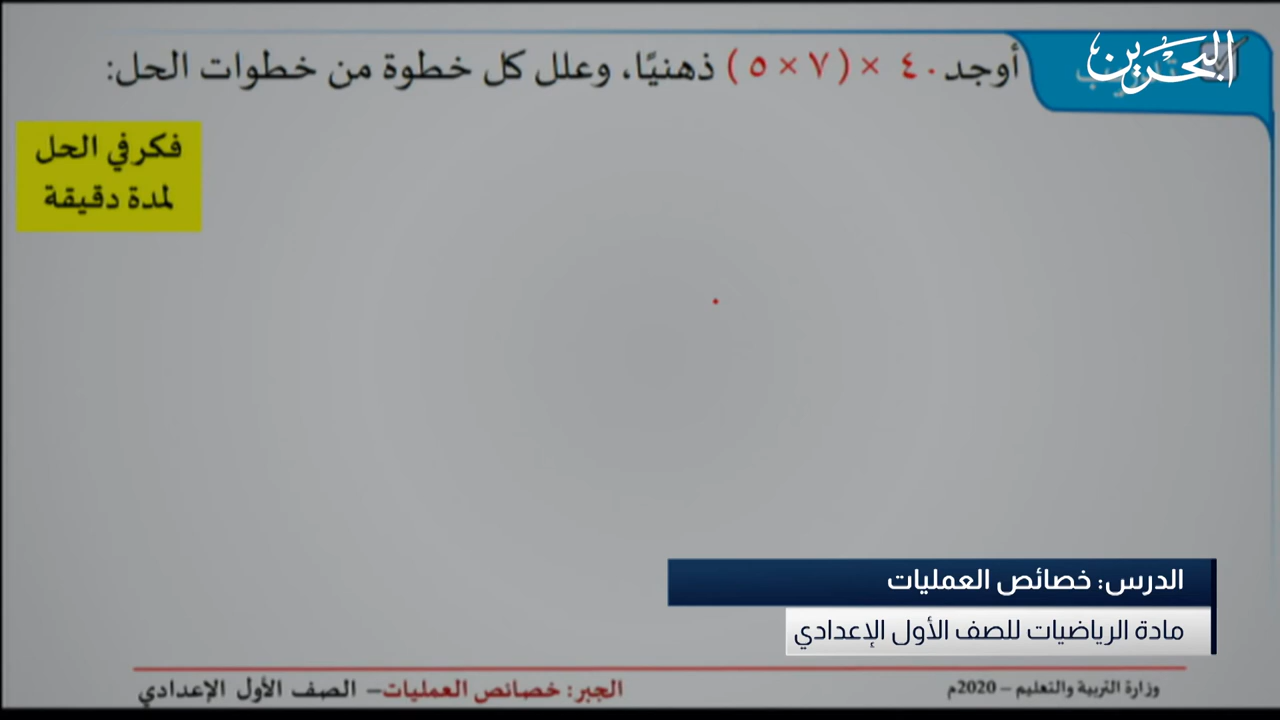 البحرين
أوجد ٤٠ × (٧ × ٥) ذهنيًا، وعلل كل خطوة من خطوات الحل:
فكر في الحل
لمدة دقيقة
الدرس: خصائص العمليات
مادة الرياضيات للصف الأول الإعدادي
وزارة التربية والتعليم – 2020م
الجبر: خصائص العمليات – الصف الأول الإعدادي